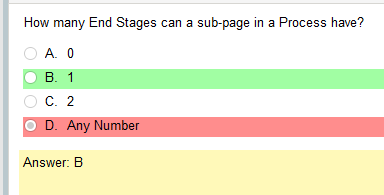 How many End Stages can a sub-page in a Process have?
A. 0
B. 1
C. 2
D. Any Number
Answer: B